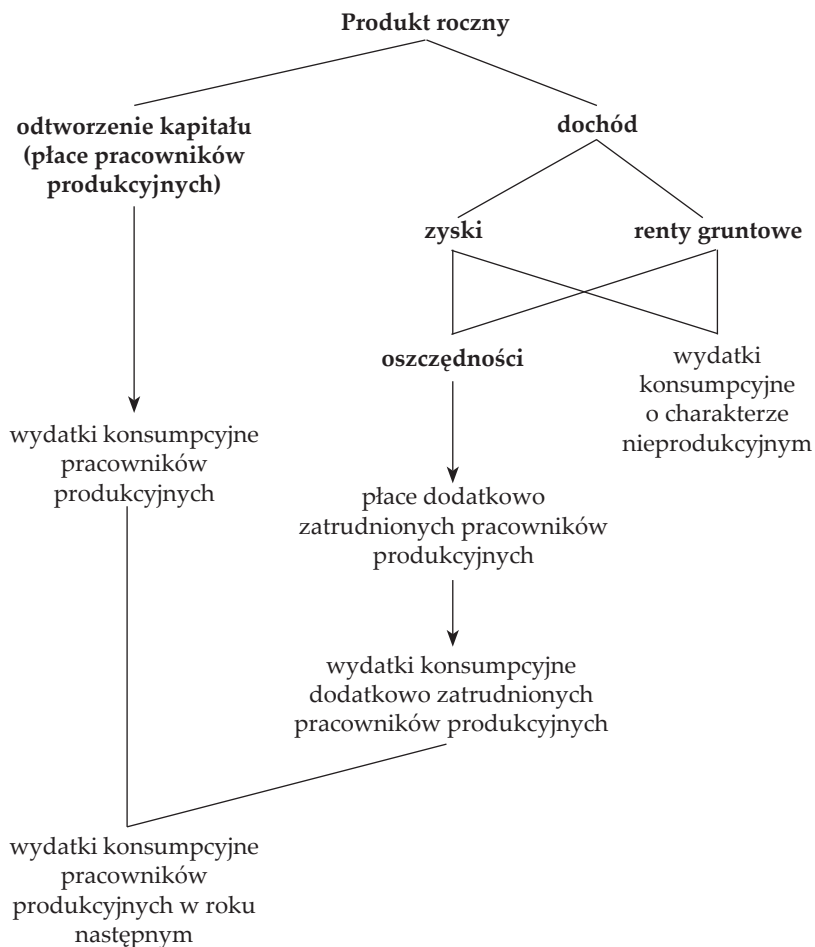 Produkt roczny
odtworzenie kapitału
(płace pracowników
produkcyjnych)
dochód
zyski
renty gruntowe
oszczędności
wydatki
konsumpcyjne
o charakterze
nieprodukcyjnym
wydatki konsumpcyjne
pracowników
produkcyjnych
płace dodatkowo
zatrudnionych pracowników
produkcyjnych
wydatki konsumpcyjne
dodatkowo zatrudnionych
pracowników produkcyjnych
wydatki konsumpcyjne
pracowników
produkcyjnych w roku
następnym